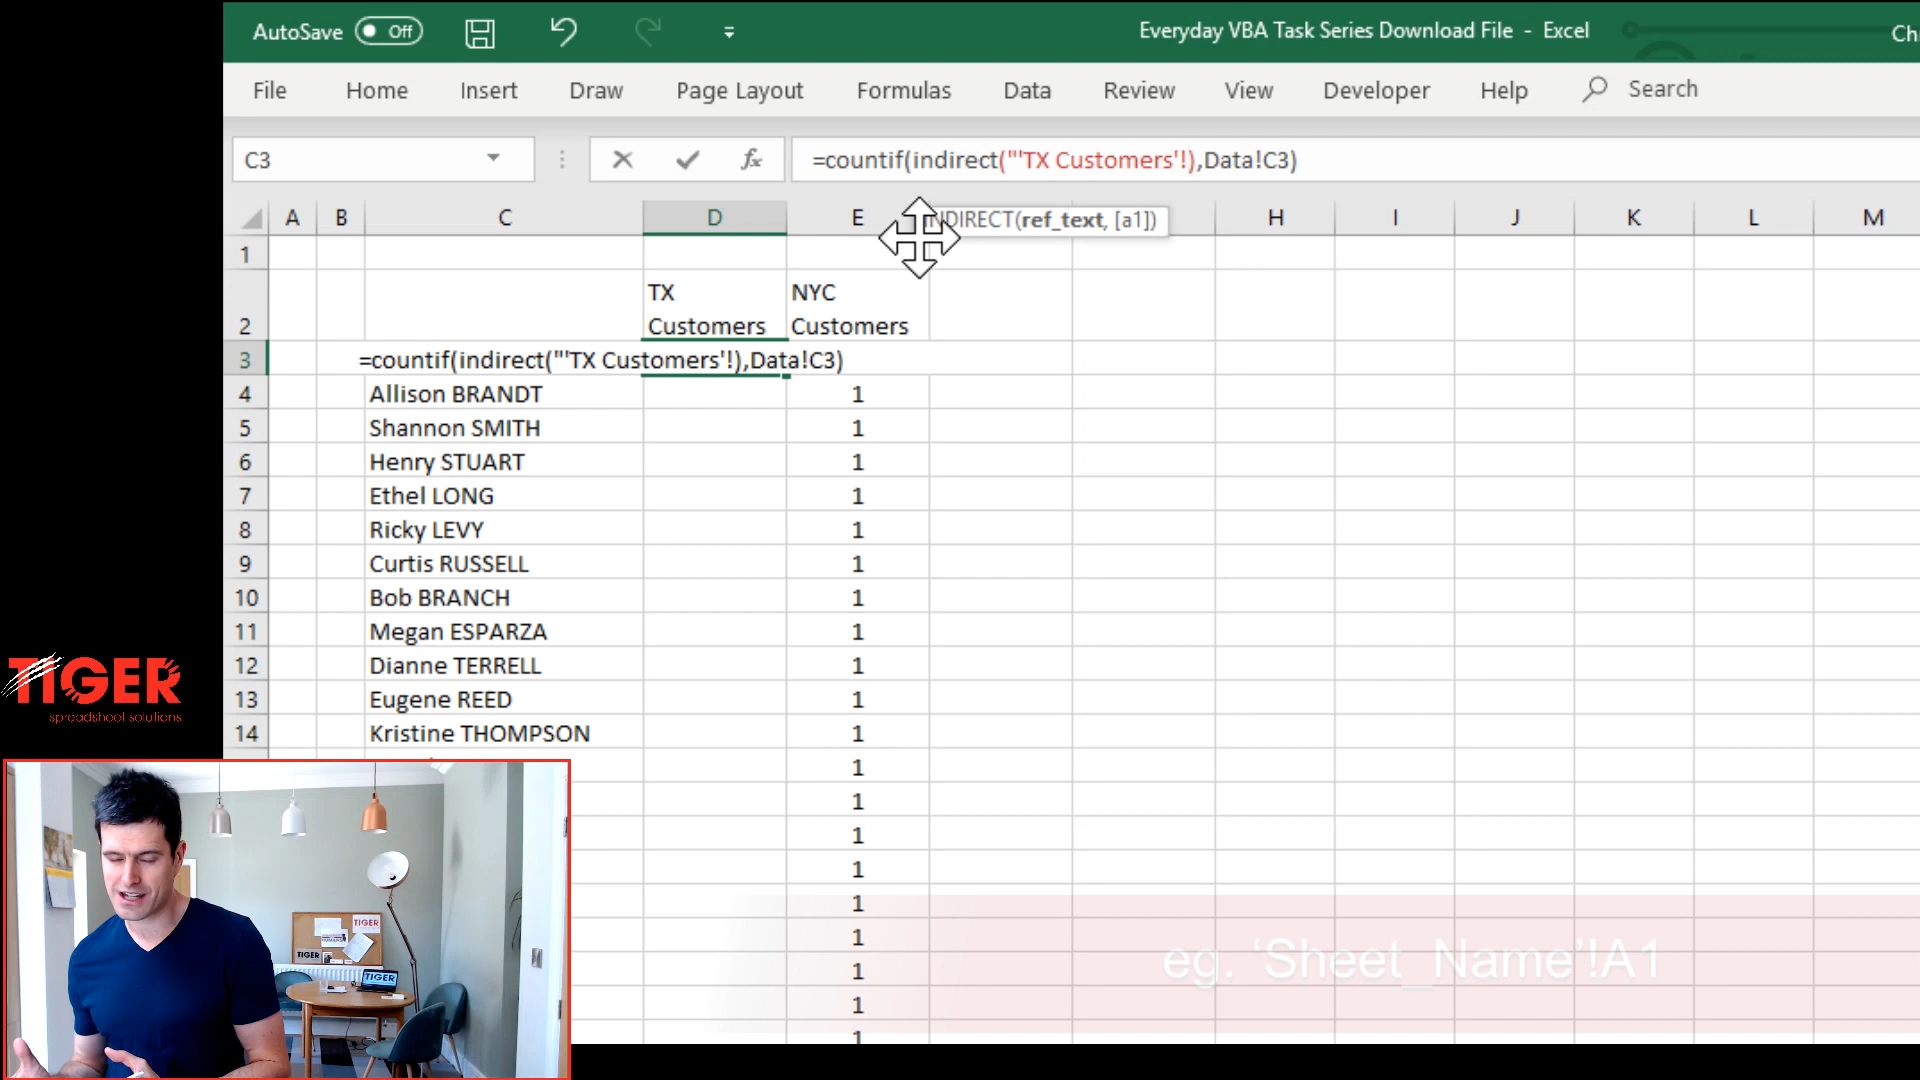 AutoSave Off
Everyday VBA Task Series Download File - Excel
File Home Insert Draw Page Layout Formulas Data Review View Developer Help Search
C3
fx
=countif(indirect("'TX Customers'!),Data!C3)
A B C D E H I J K L M
INDIRECT(ref_text, [a1])
1
TX NYC
2 Customers Customers
3 =countif(indirect("'TX Customers'!),Data!C3)
4 Allison BRANDT 1
5 Shannon SMITH 1
6 Henry STUART 1
7 Ethel LONG 1
8 Ricky LEVY 1
9 Curtis RUSSELL 1
10 Bob BRANCH 1
11 Megan ESPARZA 1
12 Dianne TERRELL 1
13 Eugene REED 1
14 Kristine THOMPSON 1
1
1
1
1
1
1
1
1
1
eg. ‘Sheet_Name’!A1
TIGER
spreadsheet solutions
TIGER
TIGER
TIGER